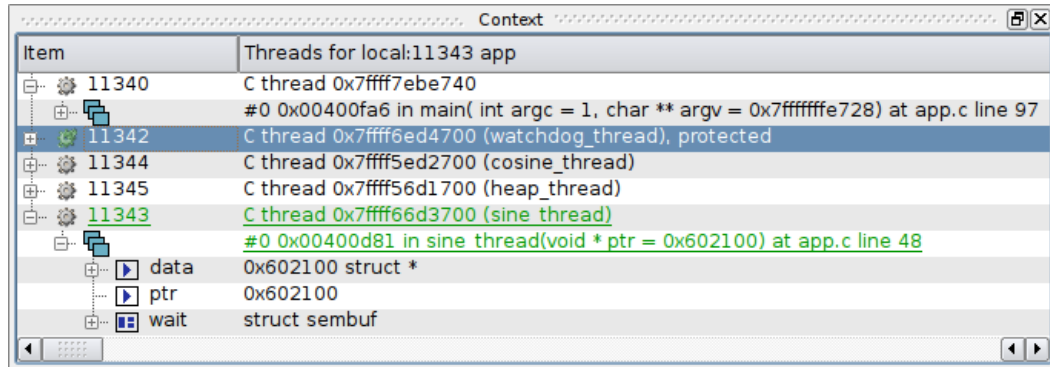 Context
Item Threads for local:11343 app
11340 C thread 0x7ffff7ebe740
#0 0x00400fa6 in main( int argc = 1, char ** argv = 0x7fffffffe728) at app.c line 97
11342 C thread 0x7ffff6ed4700 (watchdog_thread), protected
11344 C thread 0x7ffff5ed2700 (cosine_thread)
11345 C thread 0x7ffff56d1700 (heap_thread)
11343 C thread 0x7ffff66d3700 (sine_thread)
#0 0x00400d81 in sine_thread(void * ptr = 0x602100) at app.c line 48
data 0x602100 struct *
ptr 0x602100
wait struct sembuf